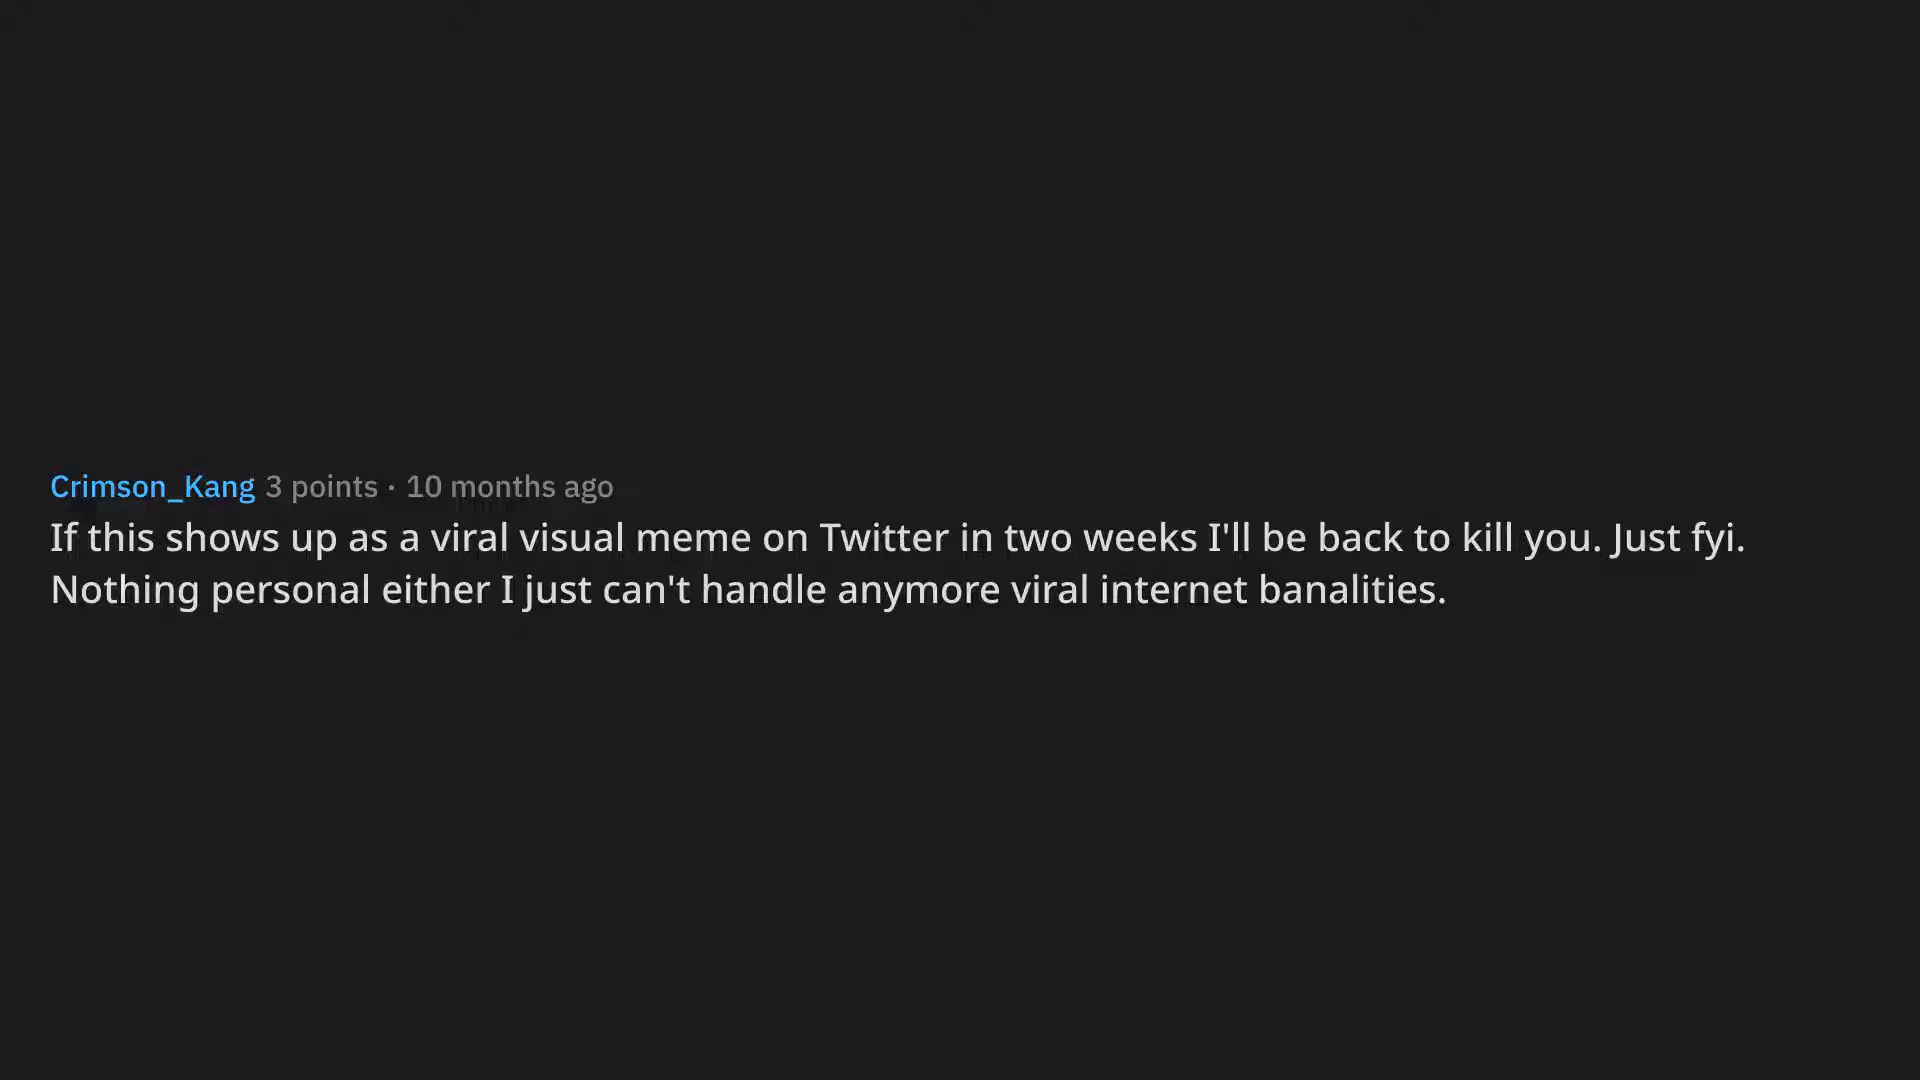 Crimson_Kang 3 points · 10 months ago
If this shows up as a viral visual meme on Twitter in two weeks I'll be back to kill you. Just fyi.
Nothing personal either I just can't handle anymore viral internet banalities.